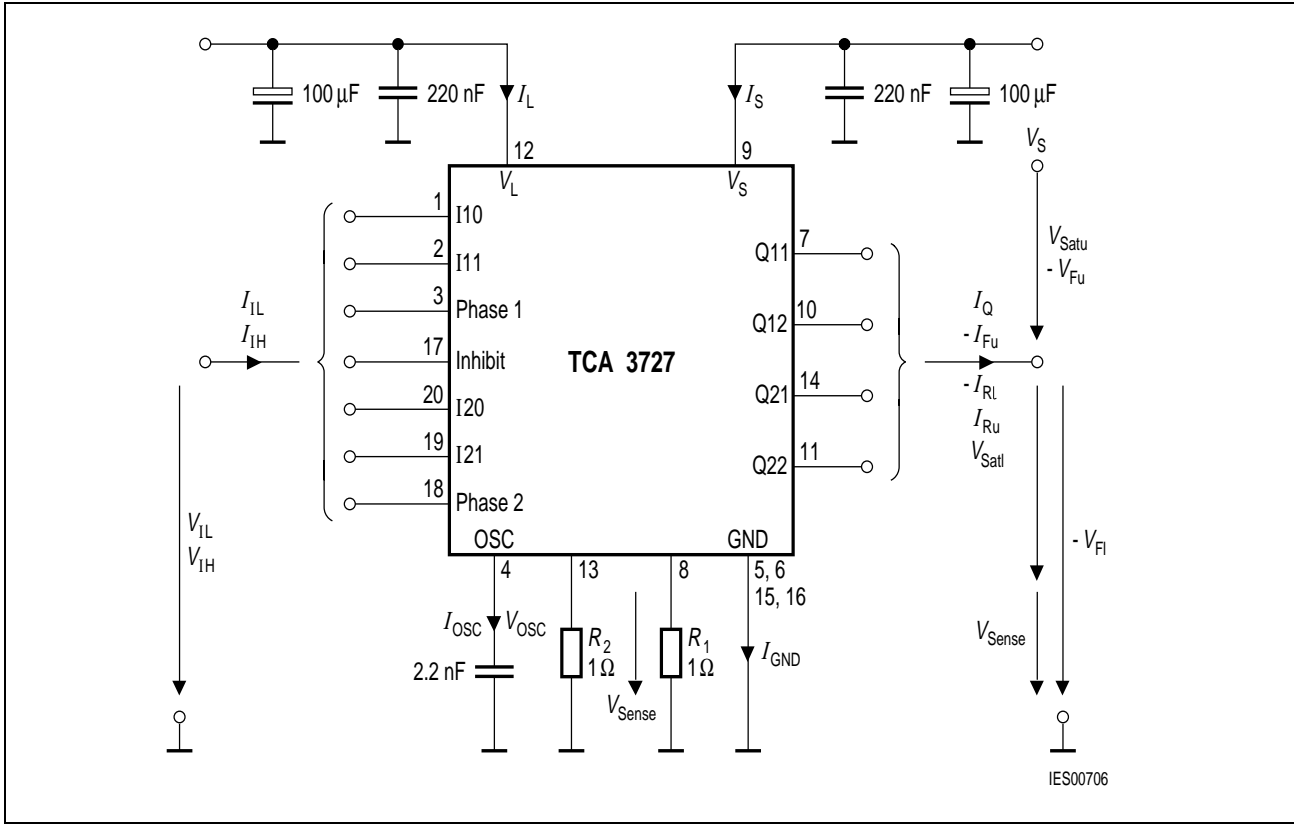 100 μF
220 nF
I_L
I_S
220 nF
100 μF
12
9
V_S
V_L
V_S
1
I10
2
I11
3
Phase 1
17
Inhibit
20
I20
19
I21
18
Phase 2
I_IL
I_IH
TCA 3727
7
Q11
10
Q12
14
Q21
11
Q22
V_Satu
- V_Fu
I_Q
- I_Fu
- I_Rl
I_Ru
V_Satl
V_IL
V_IH
OSC
GND
4
13
8
5, 6
15, 16
- V_Fl
I_OSC
V_OSC
R_2
1 Ω
R_1
1 Ω
I_GND
V_Sense
2.2 nF
V_Sense
IES00706